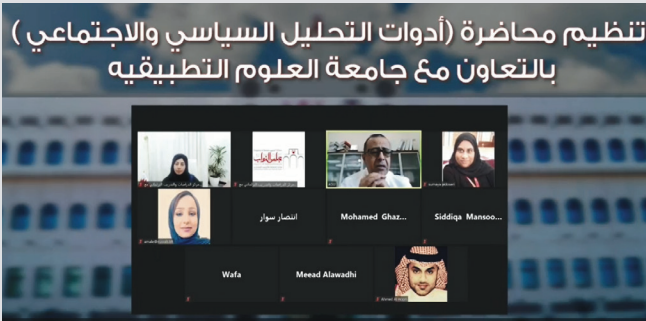 تنظيم محاضرة (أدوات التحليل السياسي والاجتماعي )
بالتعاون مع جامعة العلوم التطبيقيه
انتصار سوار
Mohamed Ghaz...
Siddiqa Mansoo...
Wafa
Meead Alawadhi